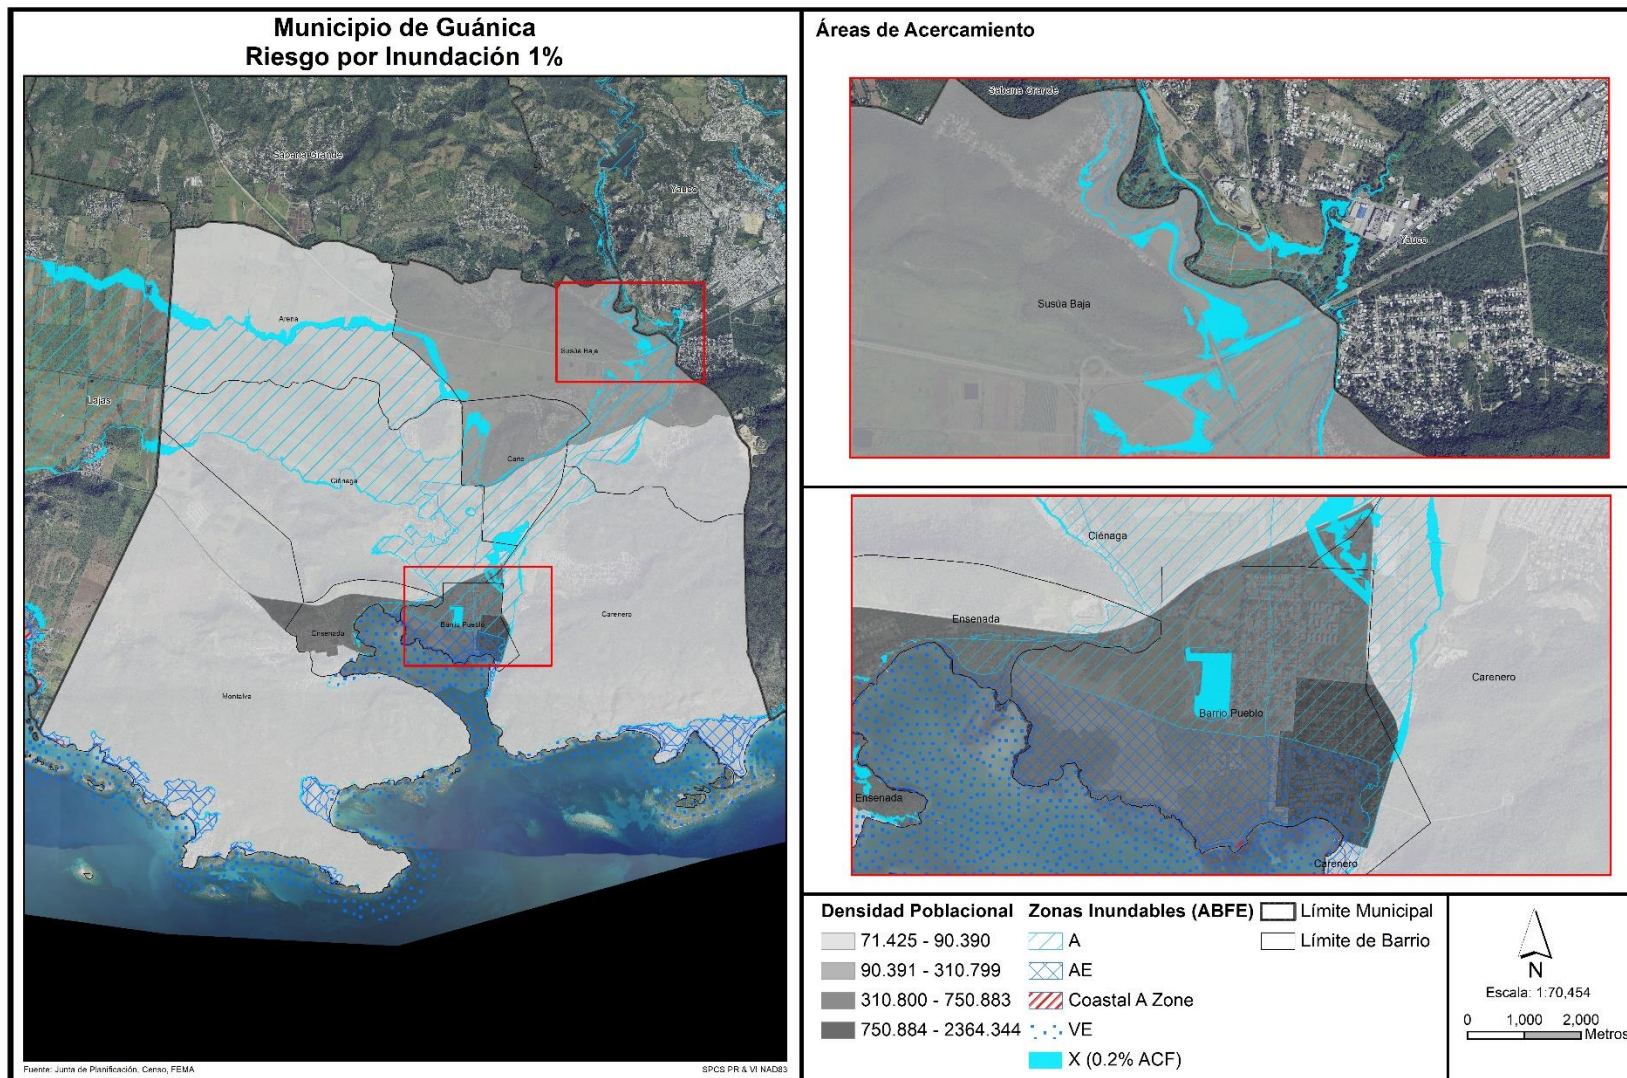 Municipio de Guánica
Riesgo por Inundación 1%
Sabana Grande
Yauco
Arena
Susúa Baja
Lajas
Caño
Ciénaga
Carenero
Barrio Pueblo
Ensenada
Montalva
Fuente: Junta de Planificación, Censo, FEMA
SPCS PR & VI NAD83
Áreas de Acercamiento
Sabana Grande
Yauco
Susúa Baja
Ciénaga
Ensenada
Carenero
Barrio Pueblo
Ensenada
Carenero
Densidad Poblacional
71.425 - 90.390
90.391 - 310.799
310.800 - 750.883
750.884 - 2364.344
Zonas Inundables (ABFE)
A
AE
Coastal A Zone
VE
X (0.2% ACF)
Límite Municipal
Límite de Barrio
N
Escala: 1:70,454
0 1,000 2,000
Metros